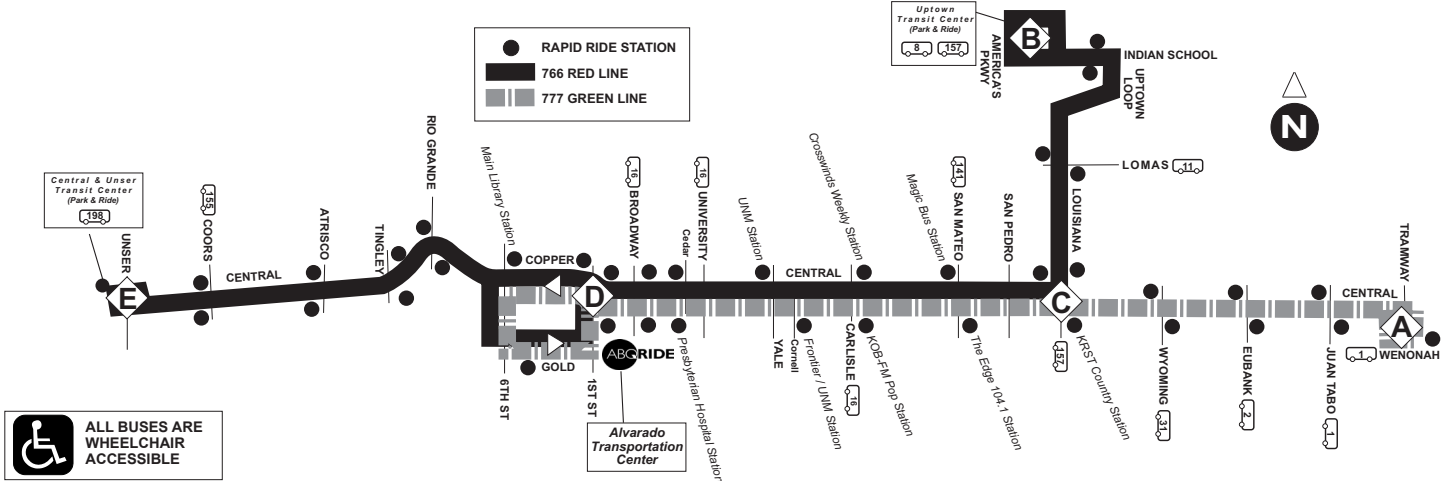 Uptown
Transit Center
(Park & Ride)
8 157
B
AMERICA'S
PKWY
INDIAN SCHOOL
UPTOWN
LOOP
RAPID RIDE STATION
766 RED LINE
777 GREEN LINE
N
LOMAS 11
LOUISIANA
Central & Unser
Transit Center
(Park & Ride)
198
UNSER
E
155 COORS
CENTRAL
ATRISCO
TINGLEY
RIO GRANDE
Main Library Station
COPPER
D
16 BROADWAY
Cedar
16 UNIVERSITY
UNM Station
CENTRAL
Crosswinds Weekly Station
Magic Bus Station
141 SAN MATEO
SAN PEDRO
C
TRAMWAY
CENTRAL
A
1 WENONAH
GOLD
6TH ST
1ST ST
ABQ RIDE
Alvarado
Transportation
Center
Presbyterian Hospital Station
YALE
Cornell
Frontier / UNM Station
CARLISLE 16
KOB-FM Pop Station
The Edge 104.1 Station
157
KRST Country Station
WYOMING 31
EUBANK 2
JUAN TABO 1
ALL BUSES ARE
WHEELCHAIR
ACCESSIBLE